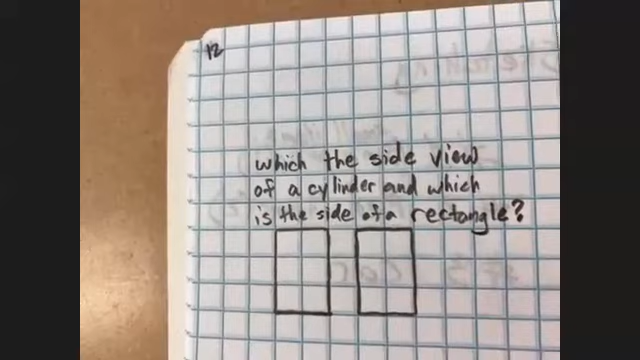 12
which the side view
of a cylinder and which
is the side of a rectangle?